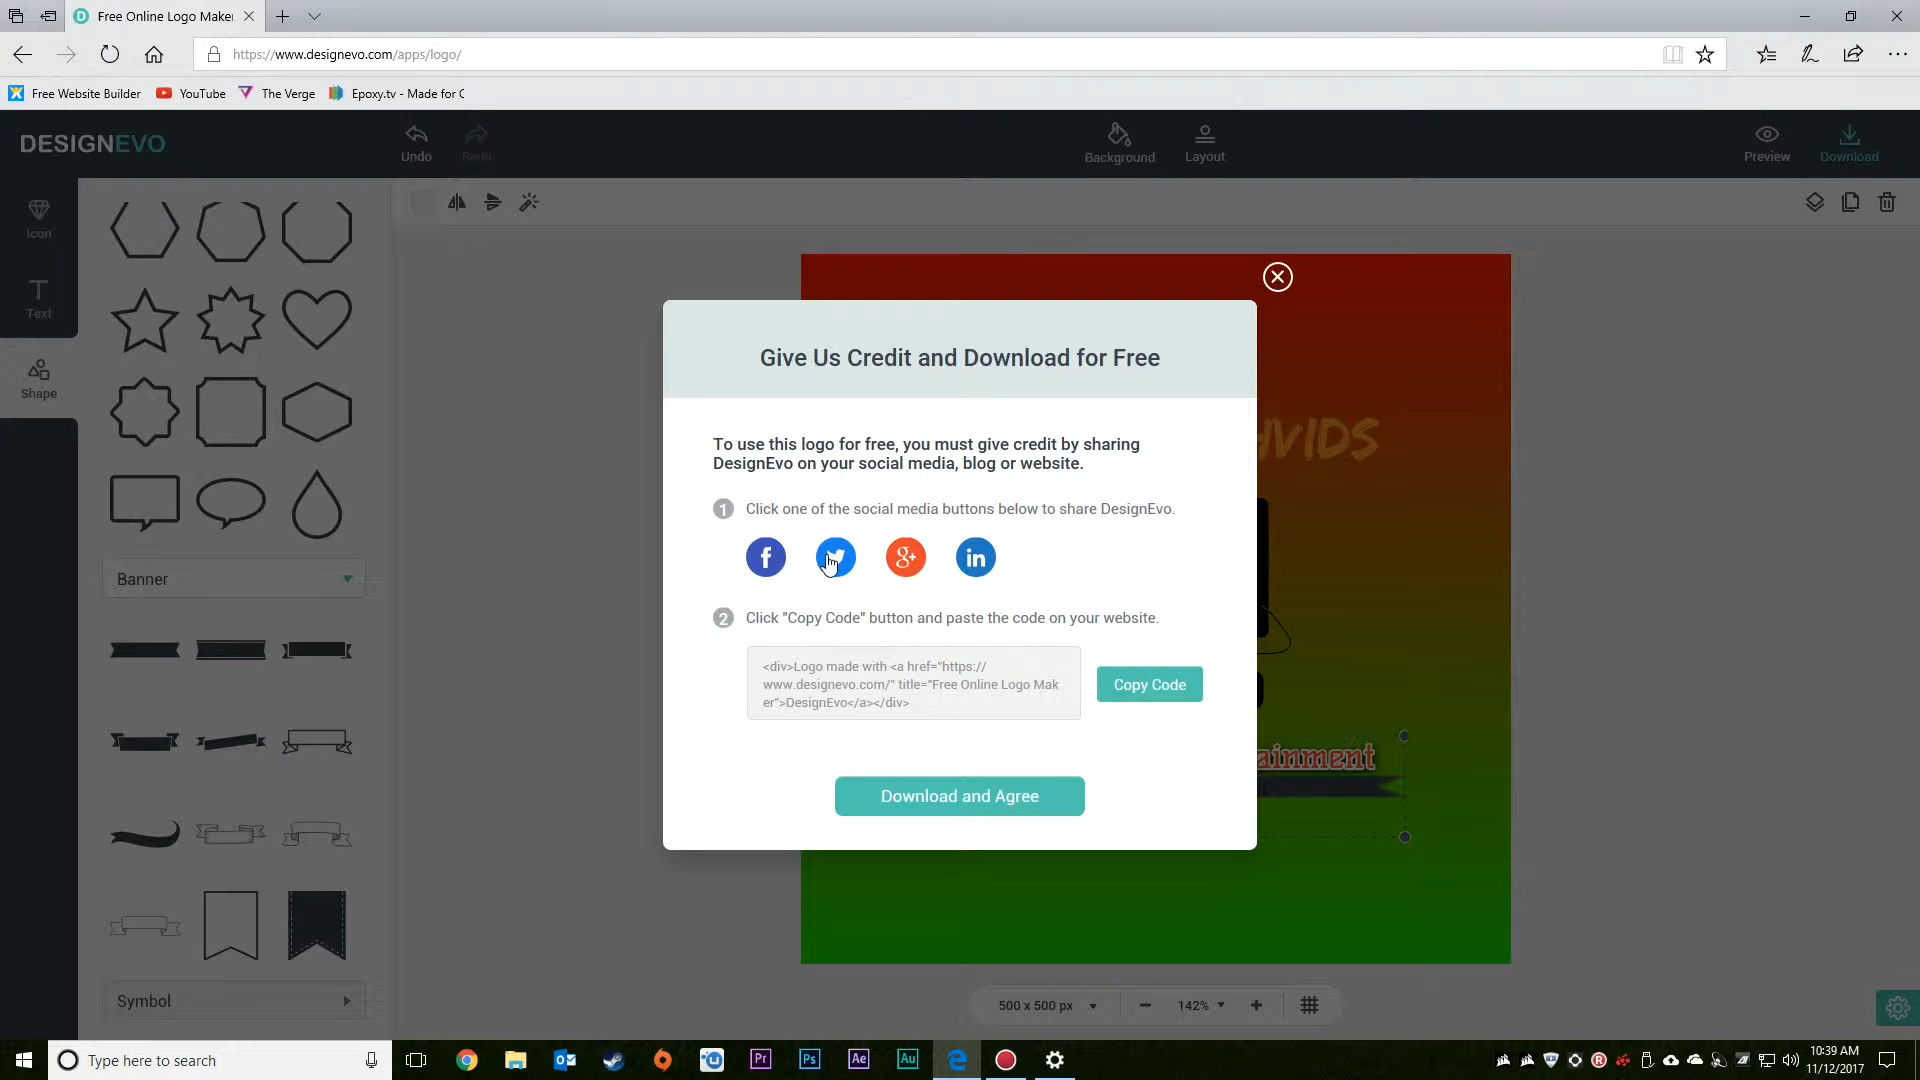 Free Online Logo Maker
https://www.designevo.com/apps/logo/
Free Website Builder
YouTube
The Verge
Epoxy.tv - Made for C
DESIGNEVO
Undo
Redo
Background
Layout
Preview
Download
Icon
Text
Shape
Banner
Symbol
HVIDS
ainment
Give Us Credit and Download for Free
To use this logo for free, you must give credit by sharing
DesignEvo on your social media, blog or website.
1 Click one of the social media buttons below to share DesignEvo.
f
g+
in
2 Click "Copy Code" button and paste the code on your website.
<div>Logo made with <a href="https://
www.designevo.com/" title="Free Online Logo Mak
er">DesignEvo</a></div>
Copy Code
Download and Agree
500 x 500 px
142%
Type here to search
Pr
Ps
Ae
Au
10:39 AM
11/12/2017